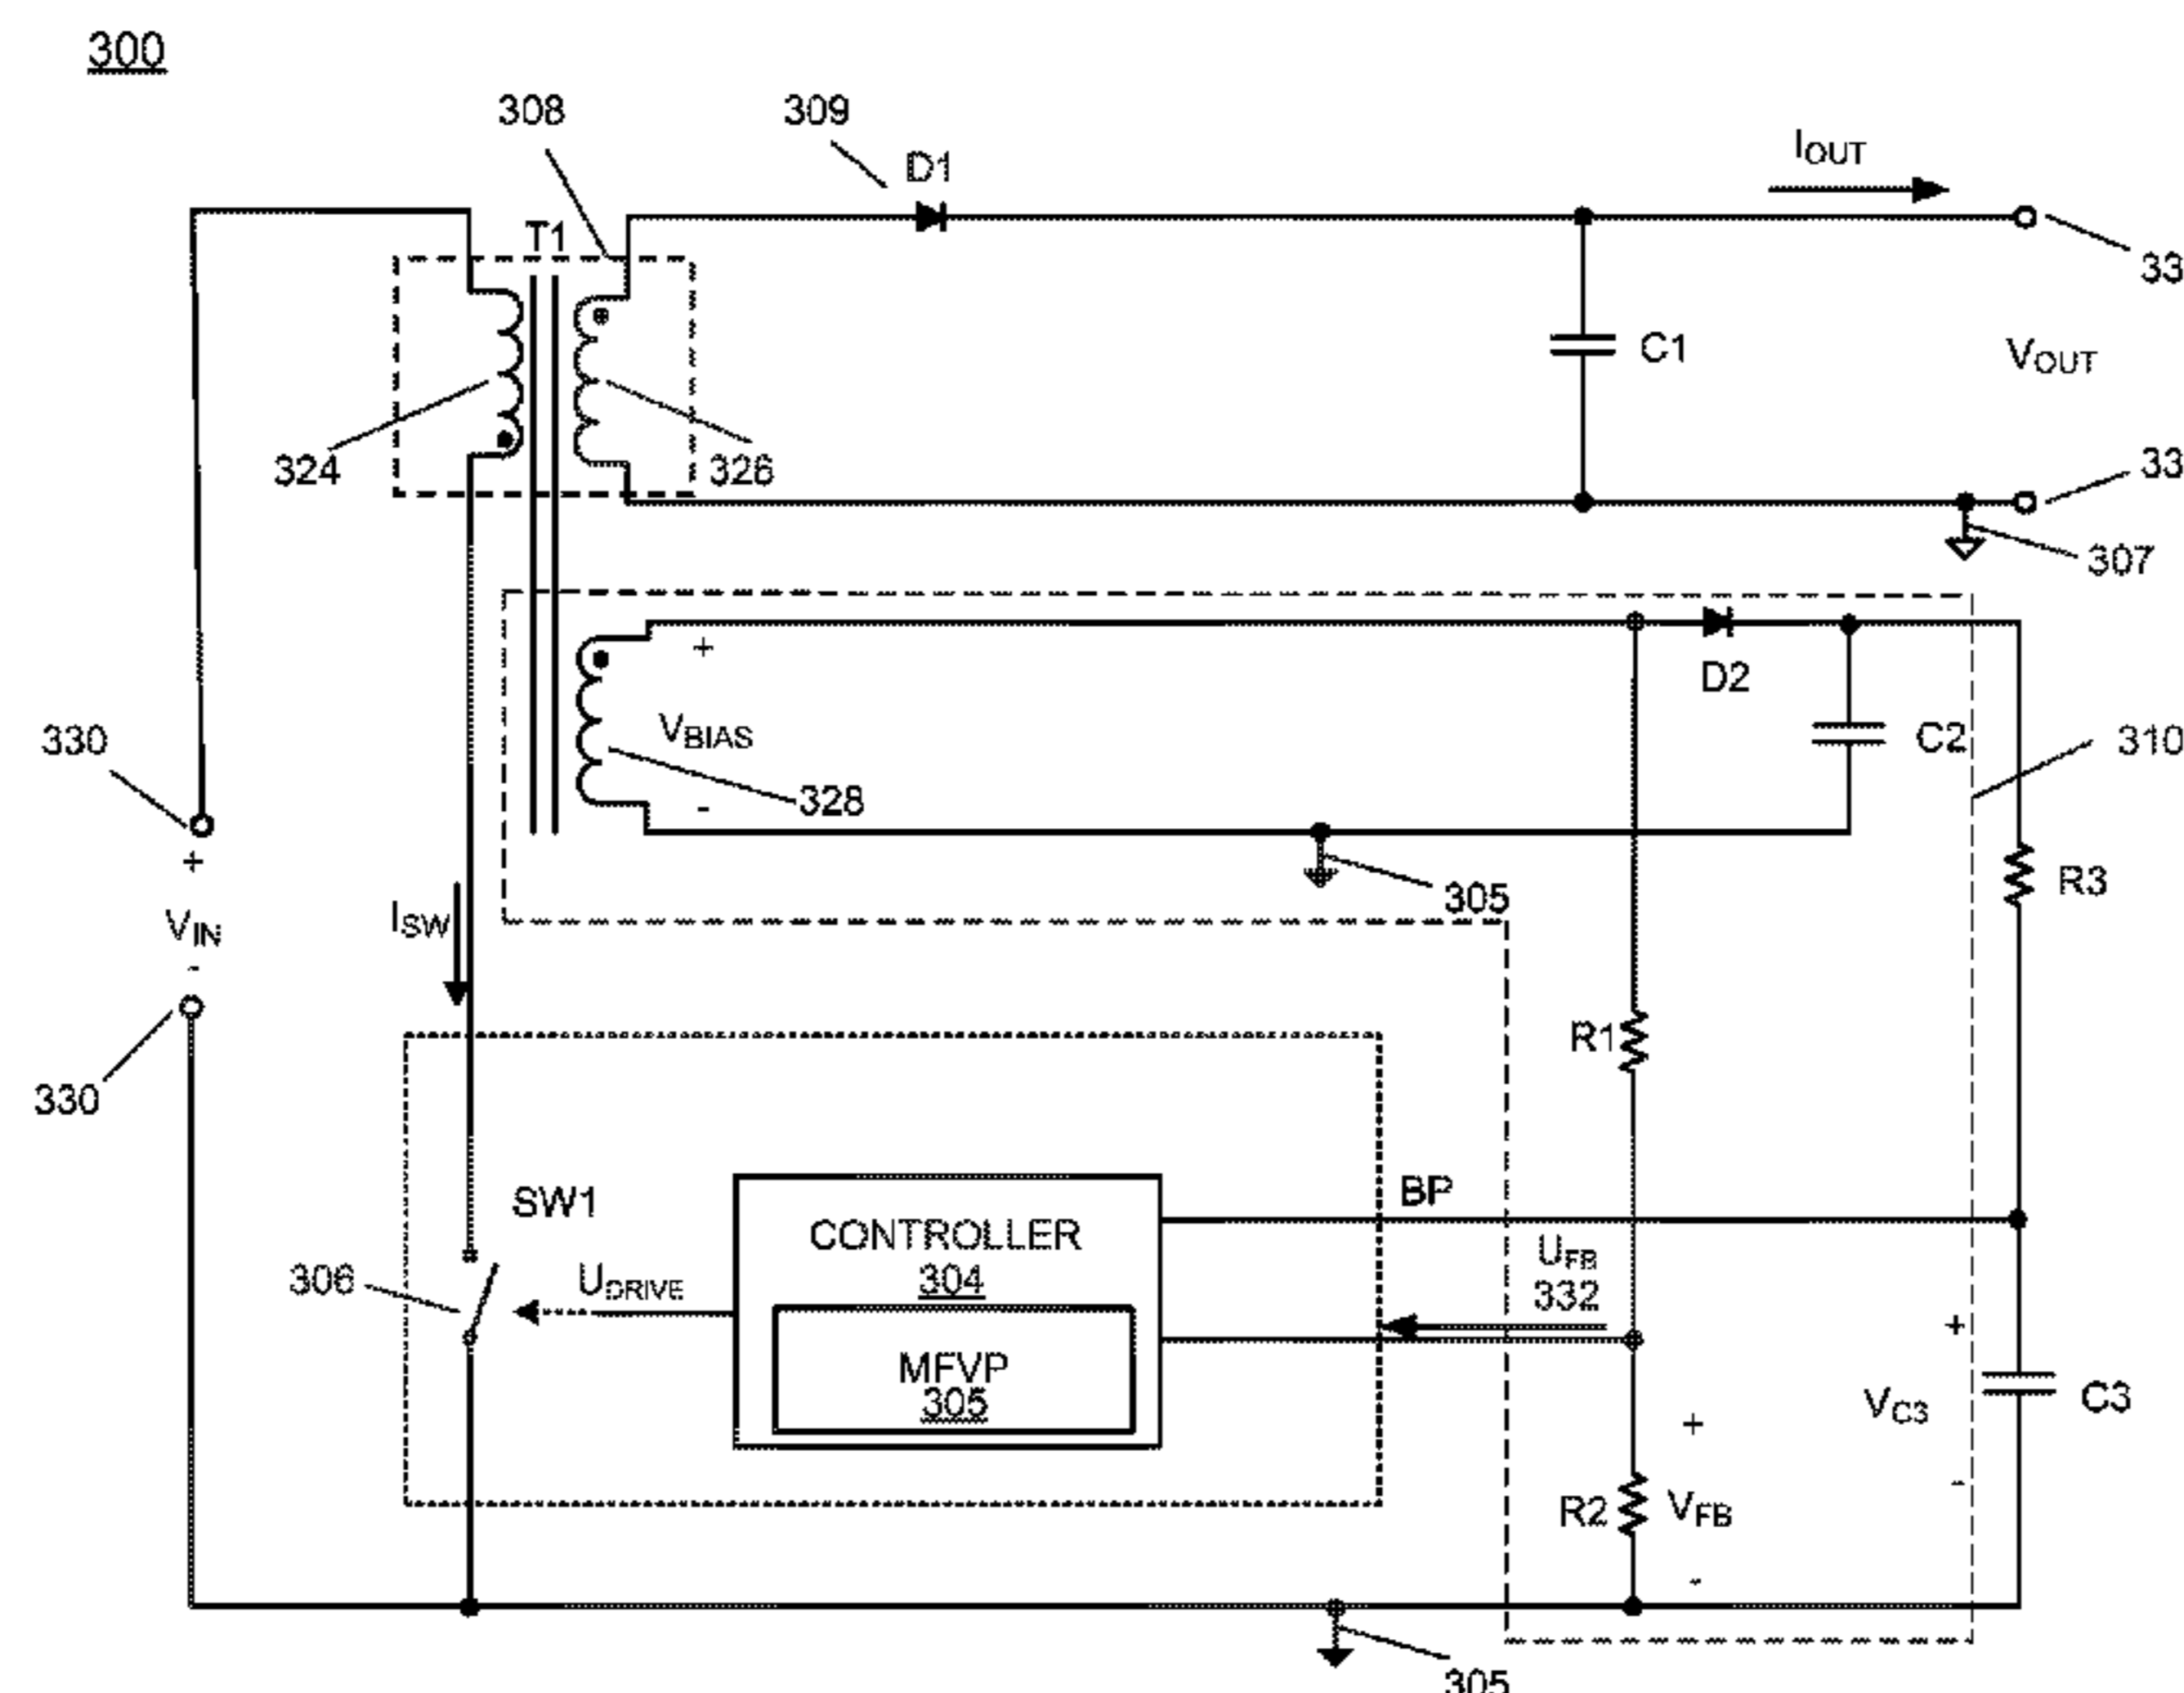 300
308
309
D1
IOUT
T1
33
C1
VOUT
324
326
33
307
+
D2
VBIAS
C2
310
330
-
328
+
305
R3
VIN
ISW
-
R1
330
BP
SW1
CONTROLLER
304
UFB
332
306
UDRIVE
+
MFVP
305
VC3
C3
+
-
R2
VFB
-
305